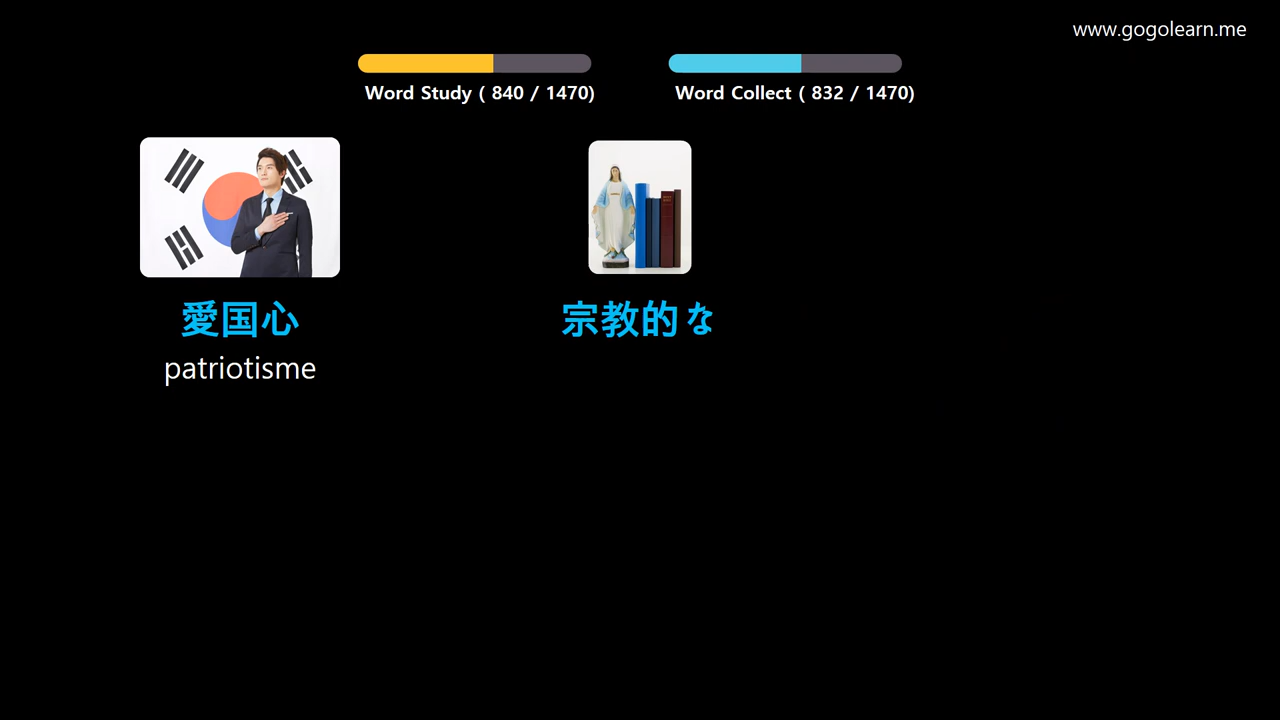 www.gogolearn.me
Word Study ( 840 / 1470)
Word Collect ( 832 / 1470)
愛国心
宗教的な
patriotisme